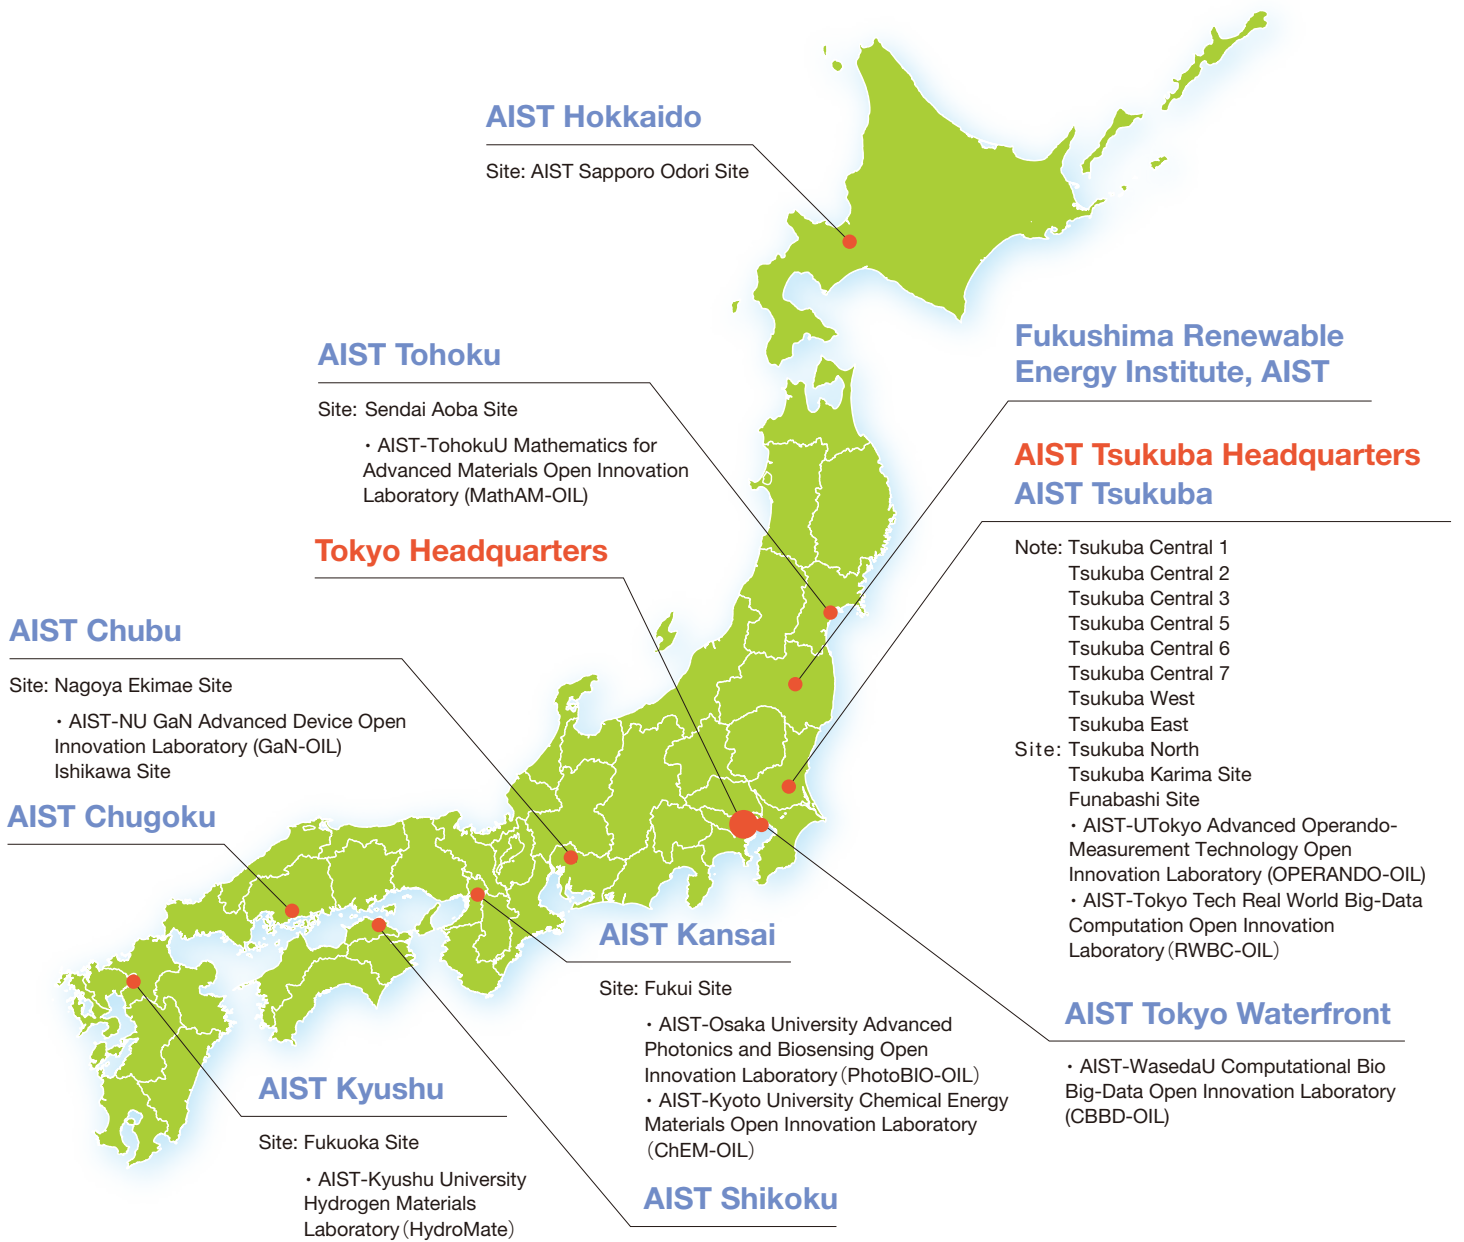 AIST Hokkaido
Site: AIST Sapporo Odori Site
Fukushima Renewable
Energy Institute, AIST
AIST Tohoku
Site: Sendai Aoba Site
・AIST-TohokuU Mathematics for
Advanced Materials Open Innovation
Laboratory (MathAM-OIL)
AIST Tsukuba Headquarters
AIST Tsukuba
Note: Tsukuba Central 1
Tsukuba Central 2
Tsukuba Central 3
Tsukuba Central 5
Tsukuba Central 6
Tsukuba Central 7
Tsukuba West
Tsukuba East
Site: Tsukuba North
Tsukuba Karima Site
Funabashi Site
・AIST-UTokyo Advanced Operando-
Measurement Technology Open
Innovation Laboratory (OPERANDO-OIL)
・AIST-Tokyo Tech Real World Big-Data
Computation Open Innovation
Laboratory（RWBC-OIL）
Tokyo Headquarters
AIST Chubu
Site: Nagoya Ekimae Site
・AIST-NU GaN Advanced Device Open
Innovation Laboratory (GaN-OIL)
Ishikawa Site
AIST Chugoku
AIST Kansai
Site: Fukui Site
・AIST-Osaka University Advanced
Photonics and Biosensing Open
Innovation Laboratory（PhotoBIO-OIL）
・AIST-Kyoto University Chemical Energy
Materials Open Innovation Laboratory
（ChEM-OIL）
AIST Tokyo Waterfront
・AIST-WasedaU Computational Bio
Big-Data Open Innovation Laboratory
(CBBD-OIL)
AIST Kyushu
Site: Fukuoka Site
・AIST-Kyushu University
Hydrogen Materials
Laboratory（HydroMate）
AIST Shikoku